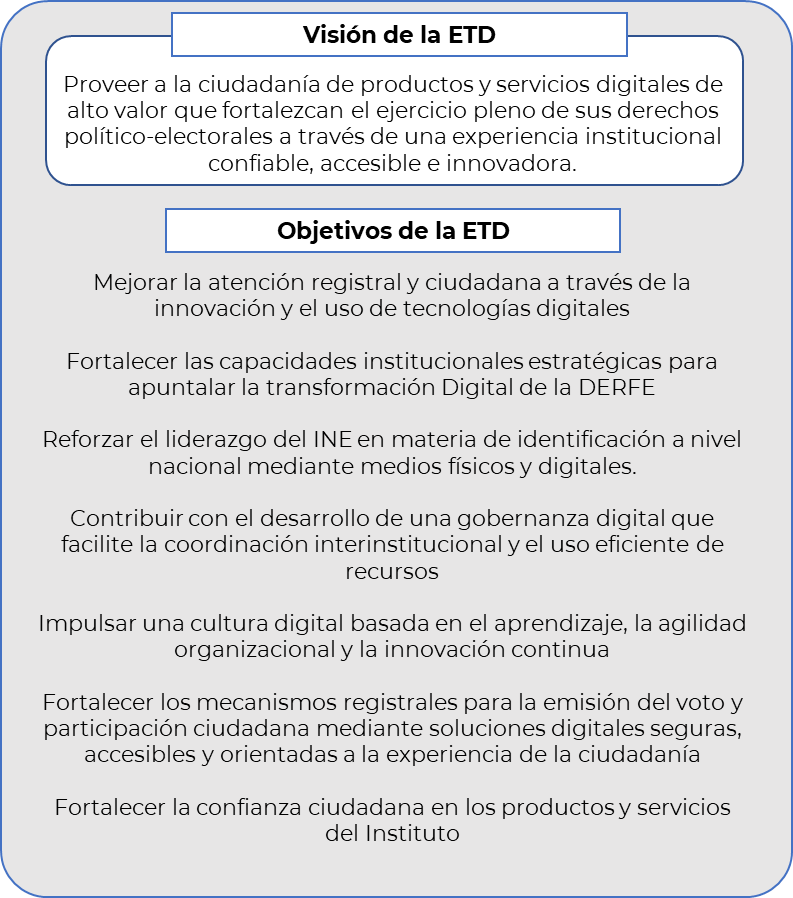 Visión de la ETD
Proveer a la ciudadanía de productos y servicios digitales de
alto valor que fortalezcan el ejercicio pleno de sus derechos
político-electorales a través de una experiencia institucional
confiable, accesible e innovadora.
Objetivos de la ETD
Mejorar la atención registral y ciudadana a través de la
innovación y el uso de tecnologías digitales
Fortalecer las capacidades institucionales estratégicas para
apuntalar la transformación Digital de la DERFE
Reforzar el liderazgo del INE en materia de identificación a nivel
nacional mediante medios físicos y digitales.
Contribuir con el desarrollo de una gobernanza digital que
facilite la coordinación interinstitucional y el uso eficiente de
recursos
Impulsar una cultura digital basada en el aprendizaje, la agilidad
organizacional y la innovación continua
Fortalecer los mecanismos registrales para la emisión del voto y
participación ciudadana mediante soluciones digitales seguras,
accesibles y orientadas a la experiencia de la ciudadanía
Fortalecer la confianza ciudadana en los productos y servicios
del Instituto